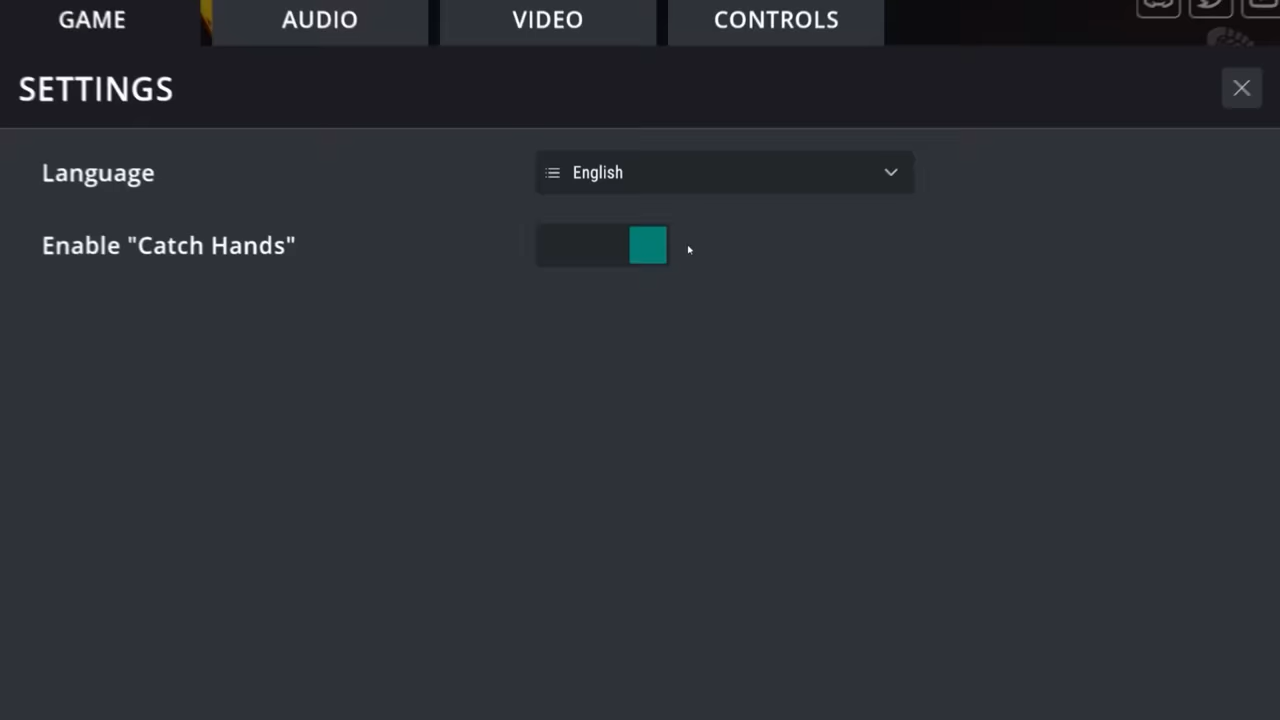 GAME AUDIO VIDEO CONTROLS
SETTINGS
Language English
Enable "Catch Hands"